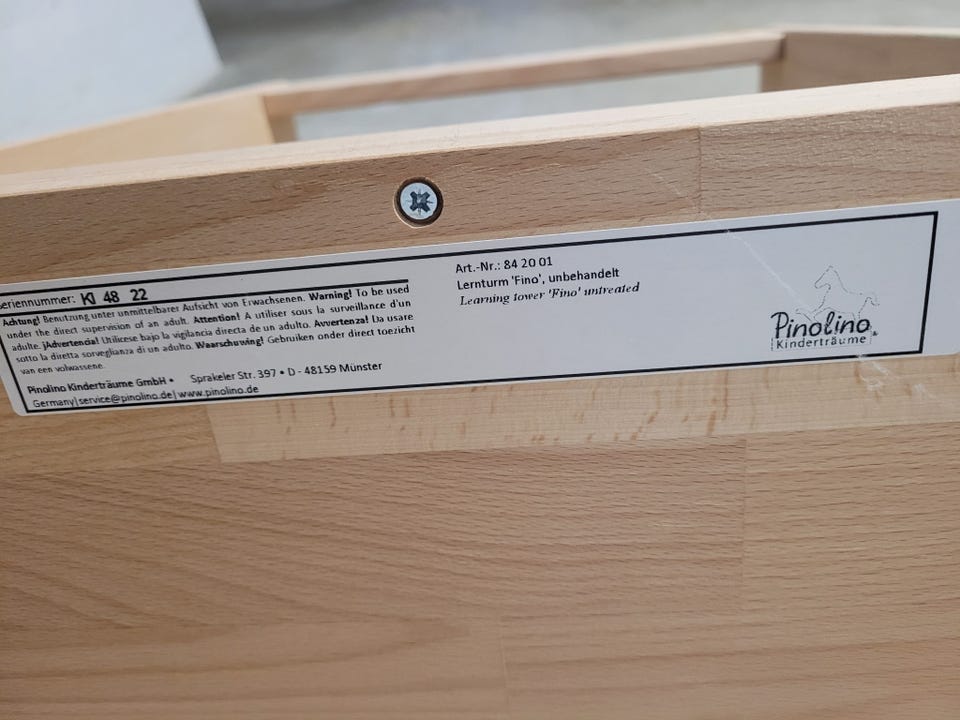 eriennummer: KI 48 22
Achtung! Benutzung unter unmittelbarer Aufsicht von Erwachsenen. Warning! To be used
under the direct supervision of an adult. Attention! A utiliser sous la surveillance d'un
adulte. ¡Advertencia! Utilicese bajo la vigilancia directa de un adulto. Avvertenza! Da usare
sotto la diretta sorveglianza di un adulto. Waarschuwing! Gebruiken onder direct toezicht
van een volwassene.
Pinolino Kinderträume GmbH • Sprakeler Str. 397 • D - 48159 Münster
Germany|service@pinolino.de|www.pinolino.de
Art.-Nr.: 84 20 01
Lernturm 'Fino', unbehandelt
Learning tower 'Fino' untreated
Pinolino
Kinderträume